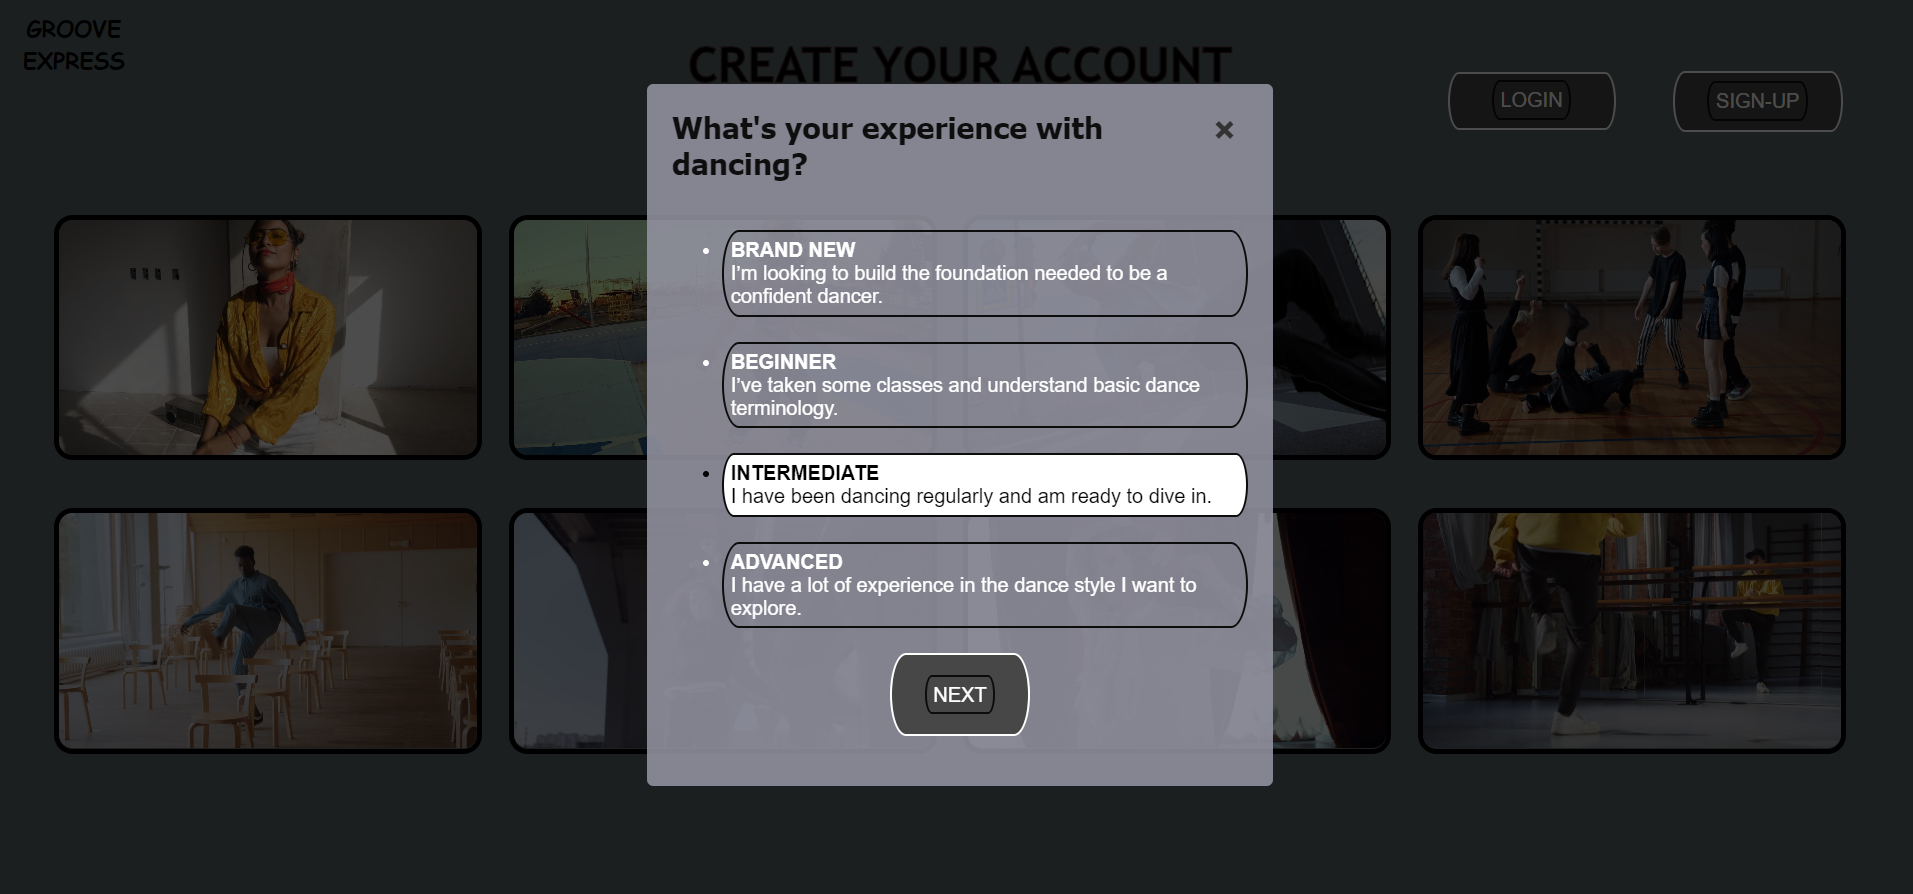 GROOVE
EXPRESS
CREATE YOUR ACCOUNT
LOGIN
SIGN-UP
What's your experience with
dancing?
×
BRAND NEW
I’m looking to build the foundation needed to be a
confident dancer.
BEGINNER
I’ve taken some classes and understand basic dance
terminology.
INTERMEDIATE
I have been dancing regularly and am ready to dive in.
ADVANCED
I have a lot of experience in the dance style I want to
explore.
NEXT